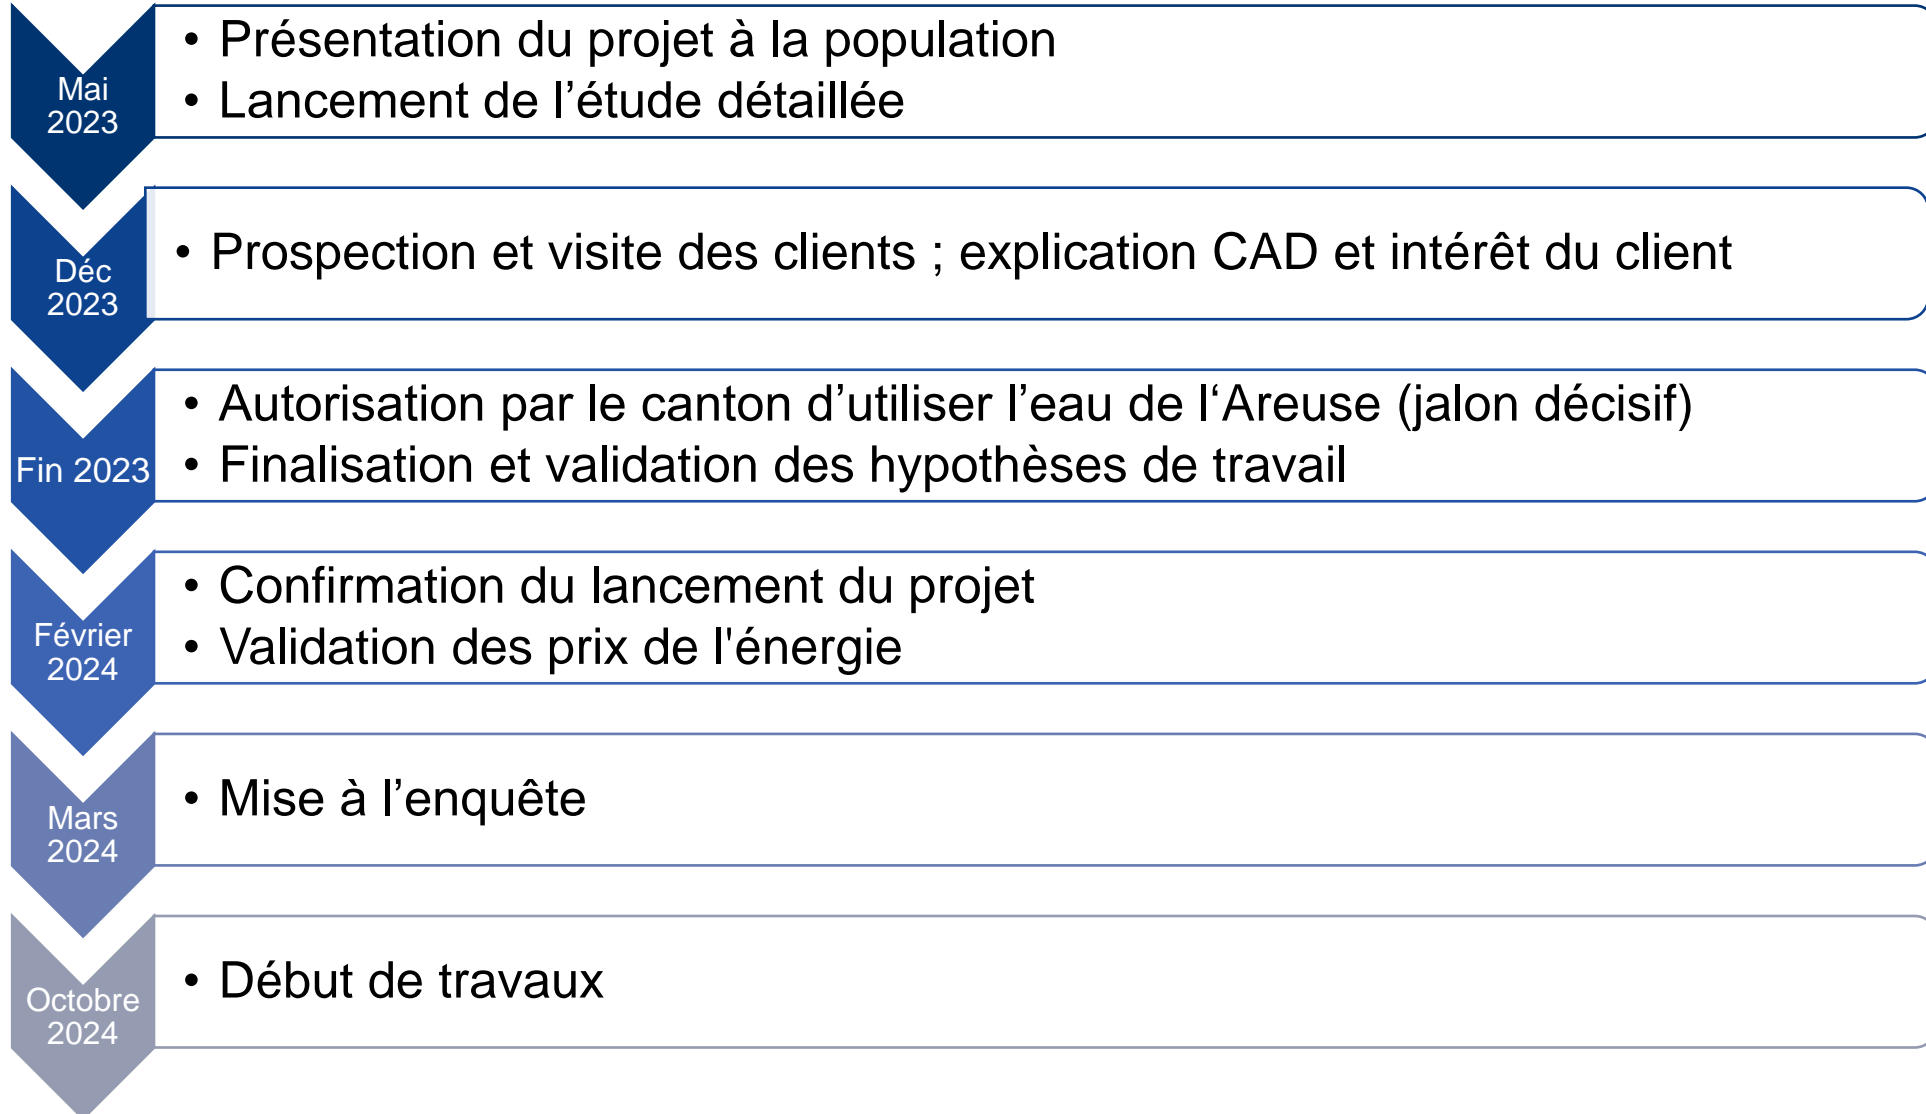 Mai
2023
• Présentation du projet à la population
• Lancement de l’étude détaillée
Déc
2023
• Prospection et visite des clients ; explication CAD et intérêt du client
Fin 2023
• Autorisation par le canton d’utiliser l’eau de l‘Areuse (jalon décisif)
• Finalisation et validation des hypothèses de travail
Février
2024
• Confirmation du lancement du projet
• Validation des prix de l'énergie
Mars
2024
• Mise à l’enquête
Octobre
2024
• Début de travaux